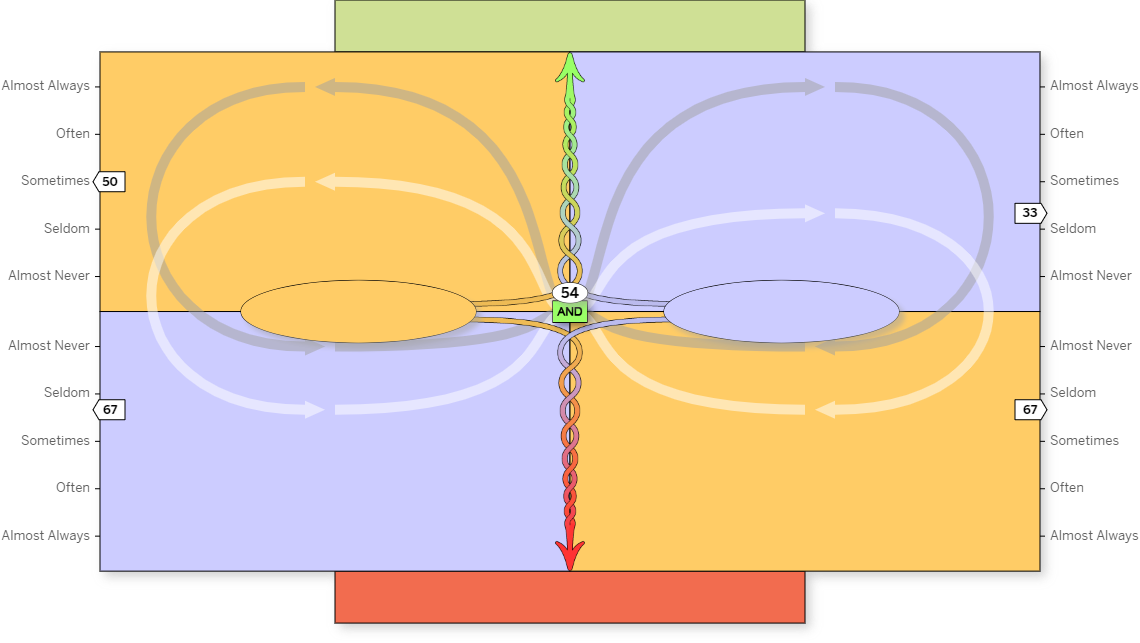 Almost Always
Often
Sometimes
50
Seldom
Almost Never
Almost Never
Seldom
67
Sometimes
Often
Almost Always
54
AND
Almost Always
Often
Sometimes
33
Seldom
Almost Never
Almost Never
Seldom
67
Sometimes
Often
Almost Always